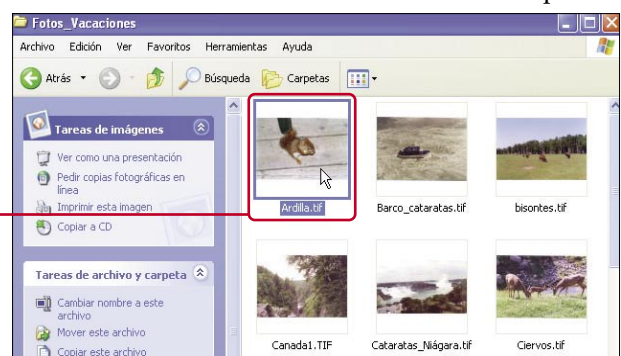 Fotos_Vacaciones
Archivo Edición Ver Favoritos Herramientas Ayuda
Atrás Búsqueda Carpetas
Tareas de imágenes
Ver como una presentación
Pedir copias fotográficas en
línea
Imprimir esta imagen
Copiar a CD
Tareas de archivo y carpeta
Cambiar nombre a este
archivo
Mover este archivo
Copiar este archivo
Ardilla.tif
Barco_cataratas.tif
bisontes.tif
Canada1.TIF
Cataratas_Niágara.tif
Ciervos.tif